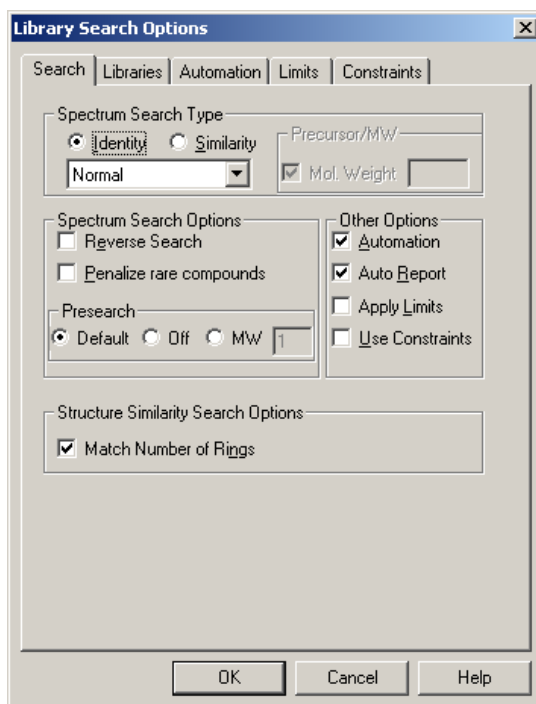 Library Search Options
Search Libraries Automation Limits Constraints
Spectrum Search Type
Identity Similarity
Normal
Precursor/MW
Mol. Weight
Spectrum Search Options
Reverse Search
Penalize rare compounds
Presearch
Default Off MW 1
Other Options
Automation
Auto Report
Apply Limits
Use Constraints
Structure Similarity Search Options
Match Number of Rings
OK Cancel Help